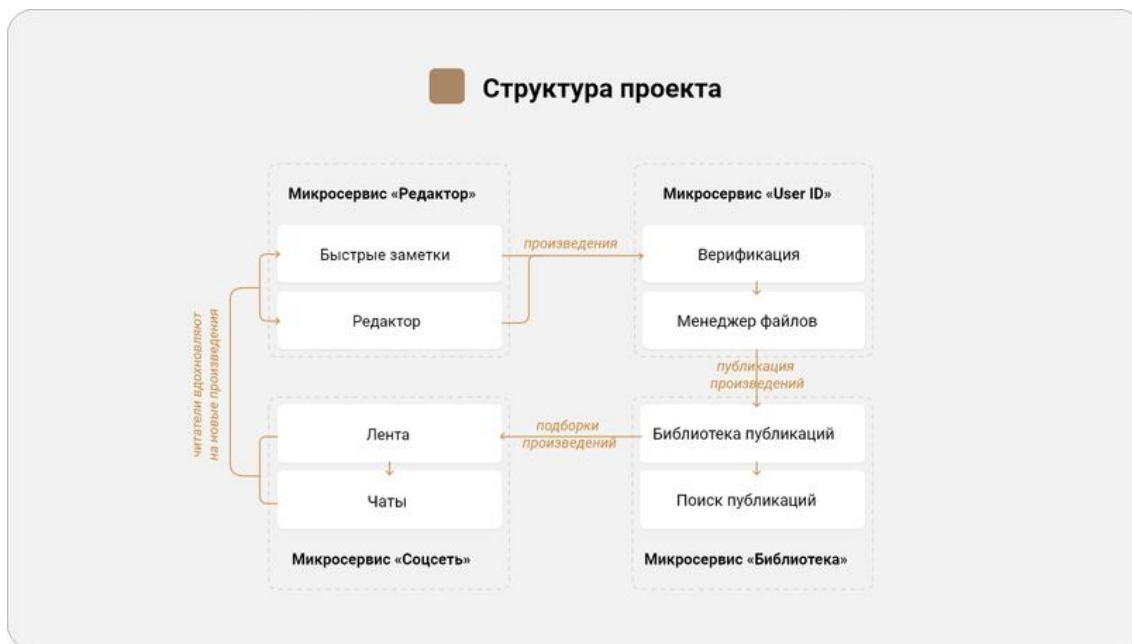 Структура проекта
Микросервис «Редактор»
Быстрые заметки
Редактор
произведения
Микросервис «User ID»
Верификация
Менеджер файлов
публикация
произведений
читатели вдохновляют
на новые произведения
Лента
Чаты
Микросервис «Соцсеть»
подборки
произведений
Библиотека публикаций
Поиск публикаций
Микросервис «Библиотека»